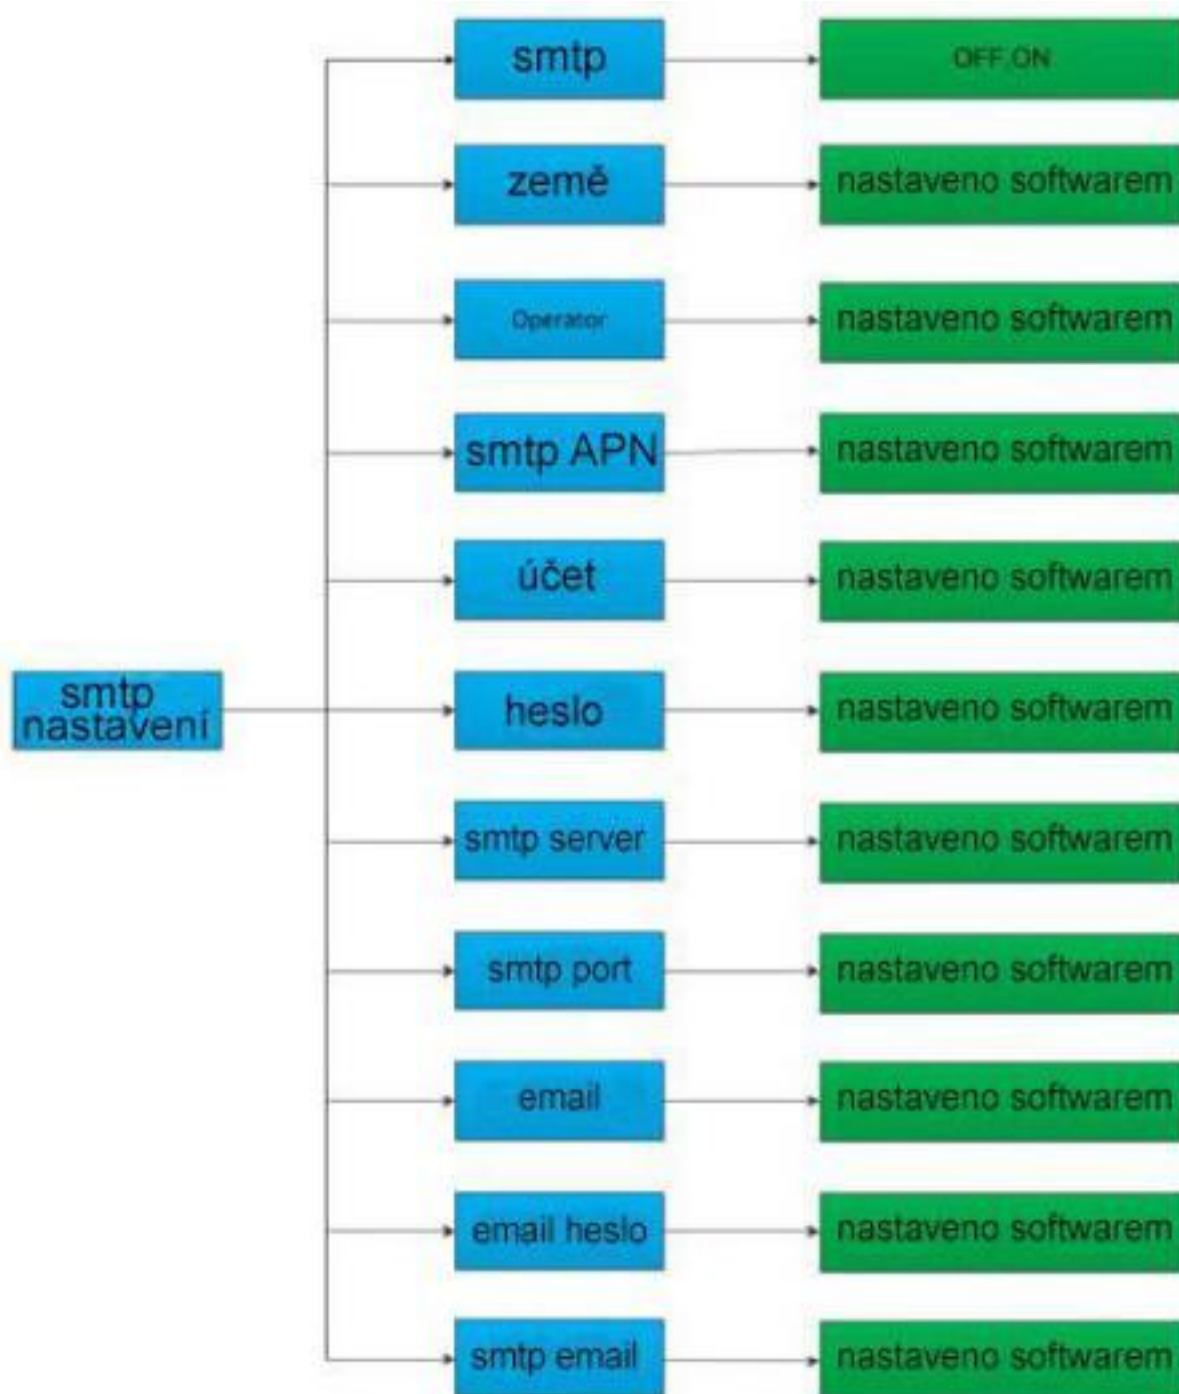 smtp
OFF,ON
země
nastaveno softwarem
Operator
nastaveno softwarem
smtp APN
nastaveno softwarem
účet
nastaveno softwarem
smtp
nastavení
heslo
nastaveno softwarem
smtp server
nastaveno softwarem
smtp port
nastaveno softwarem
email
nastaveno softwarem
email heslo
nastaveno softwarem
smtp email
nastaveno softwarem